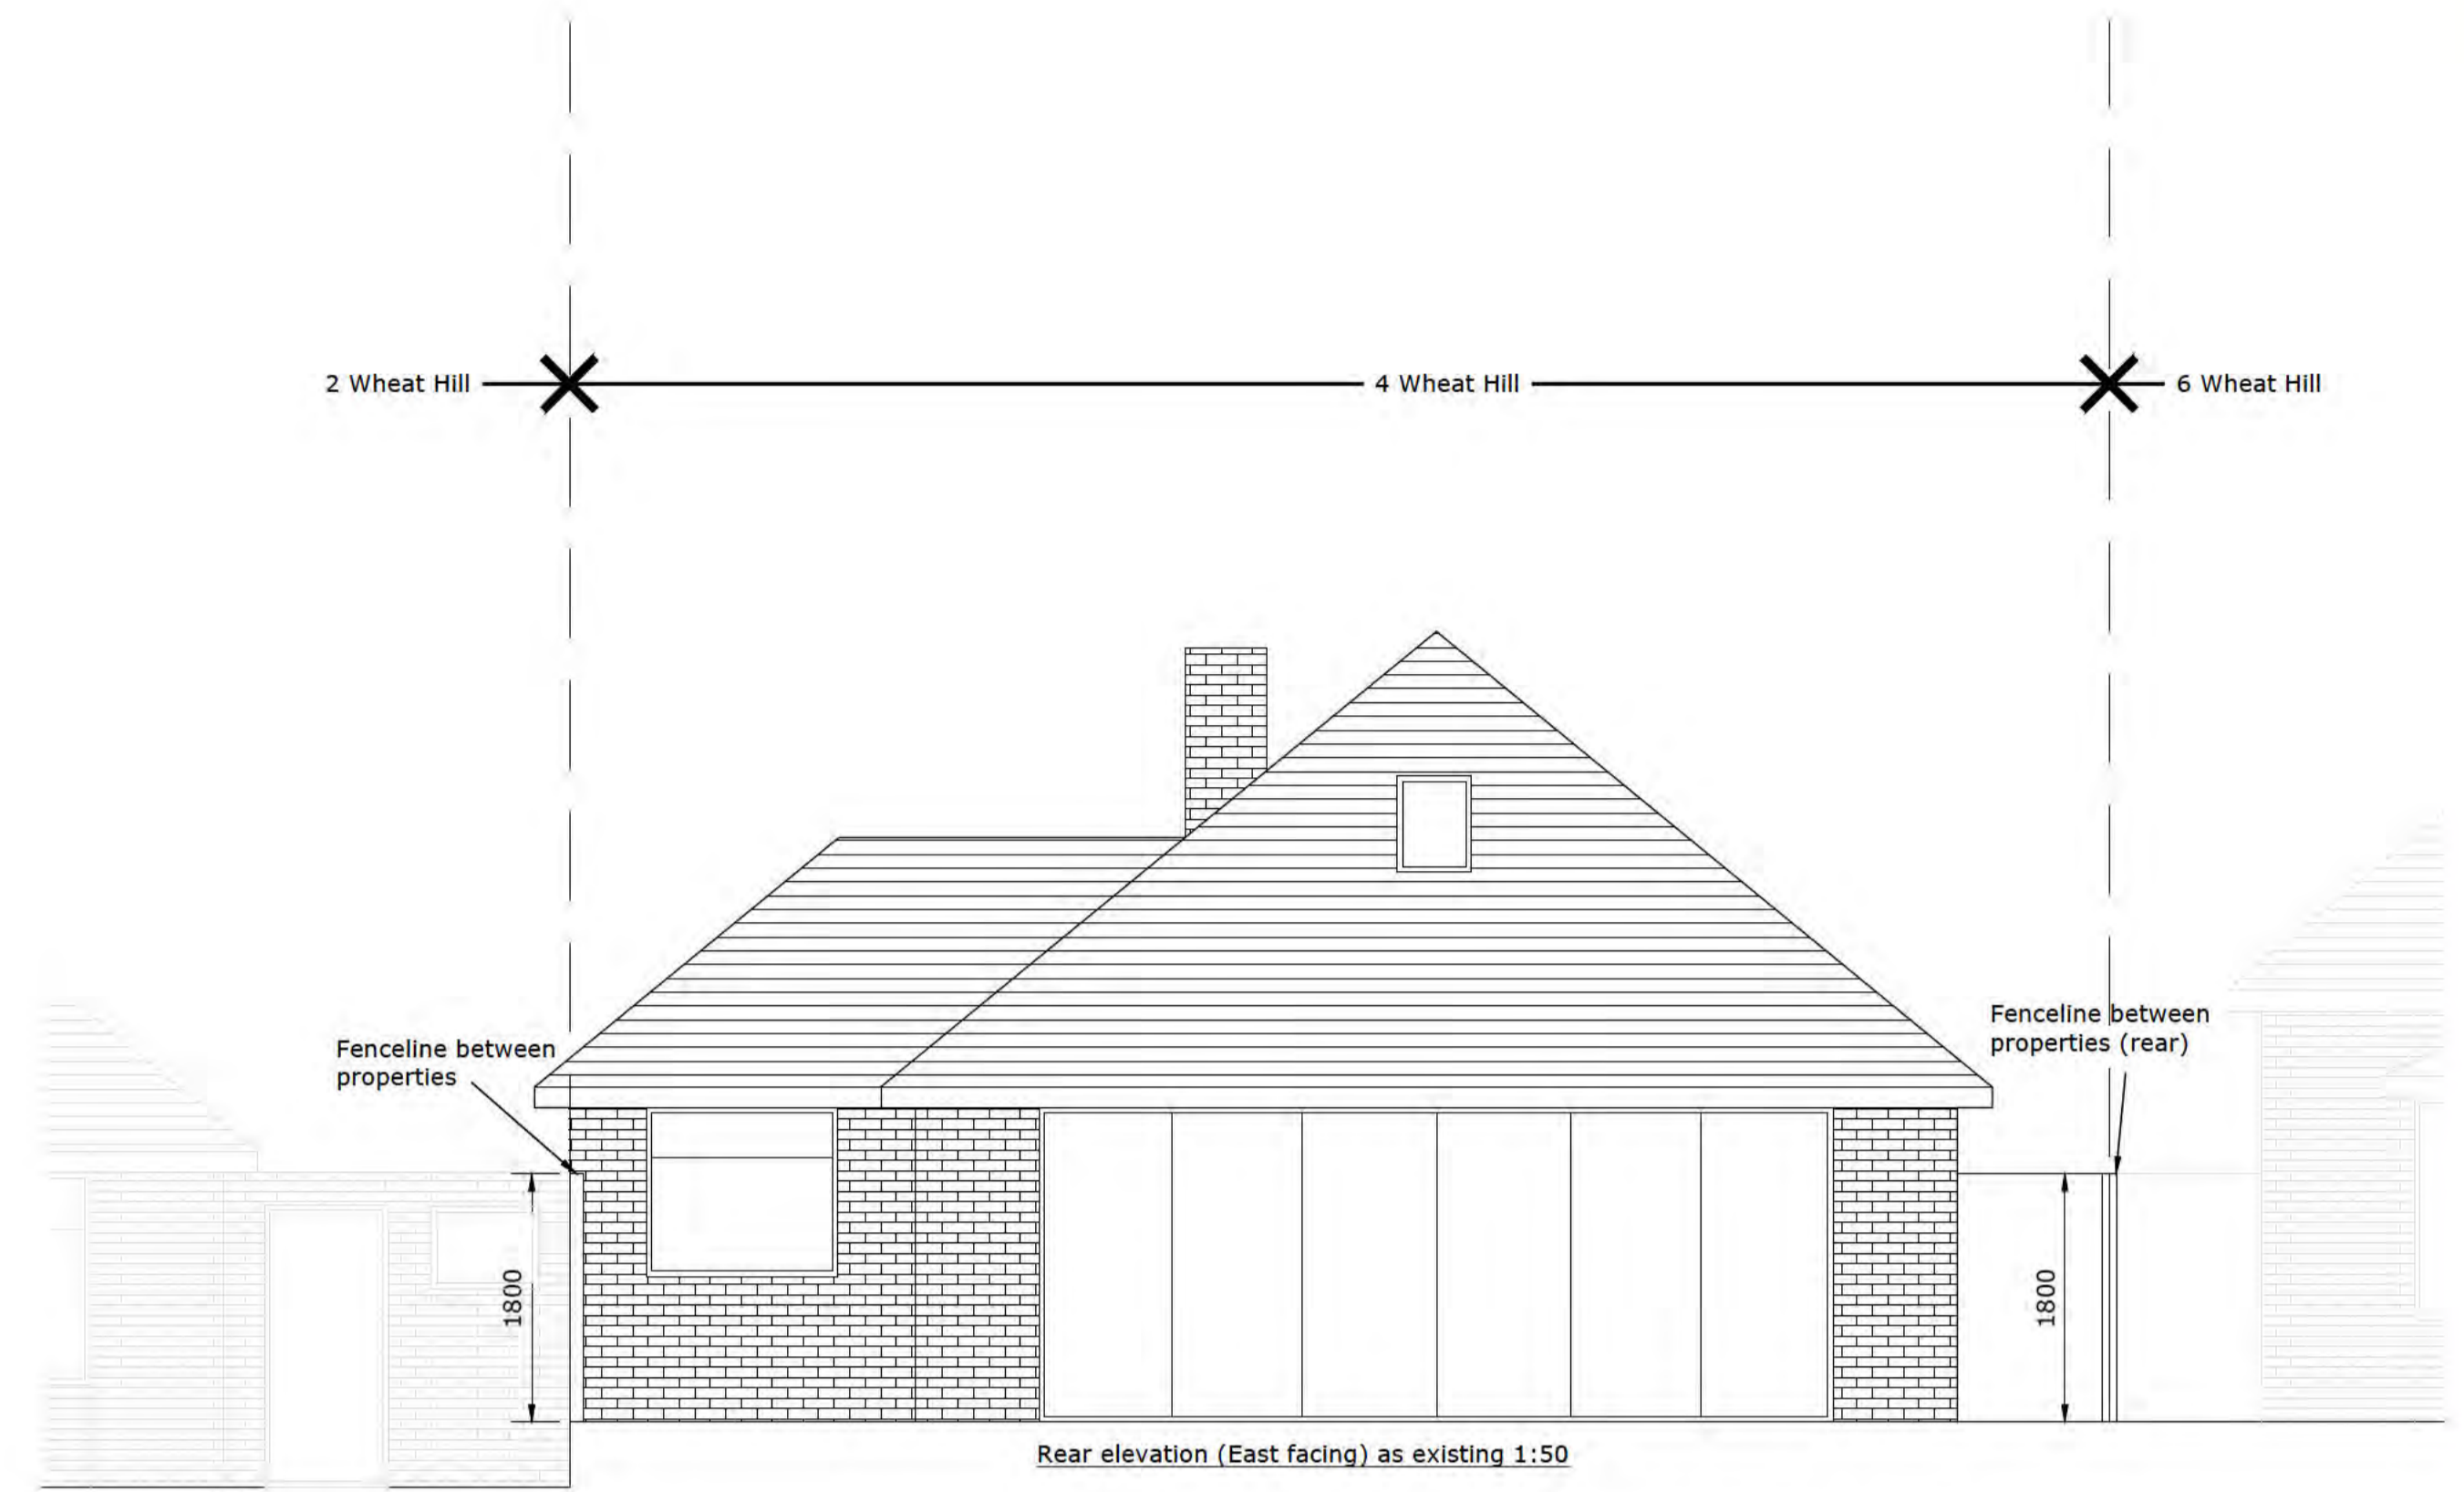 2 Wheat Hill
4 Wheat Hill
6 Wheat Hill
Fenceline between
properties
Fenceline between
properties (rear)
1800
1800
Rear elevation (East facing) as existing 1:50